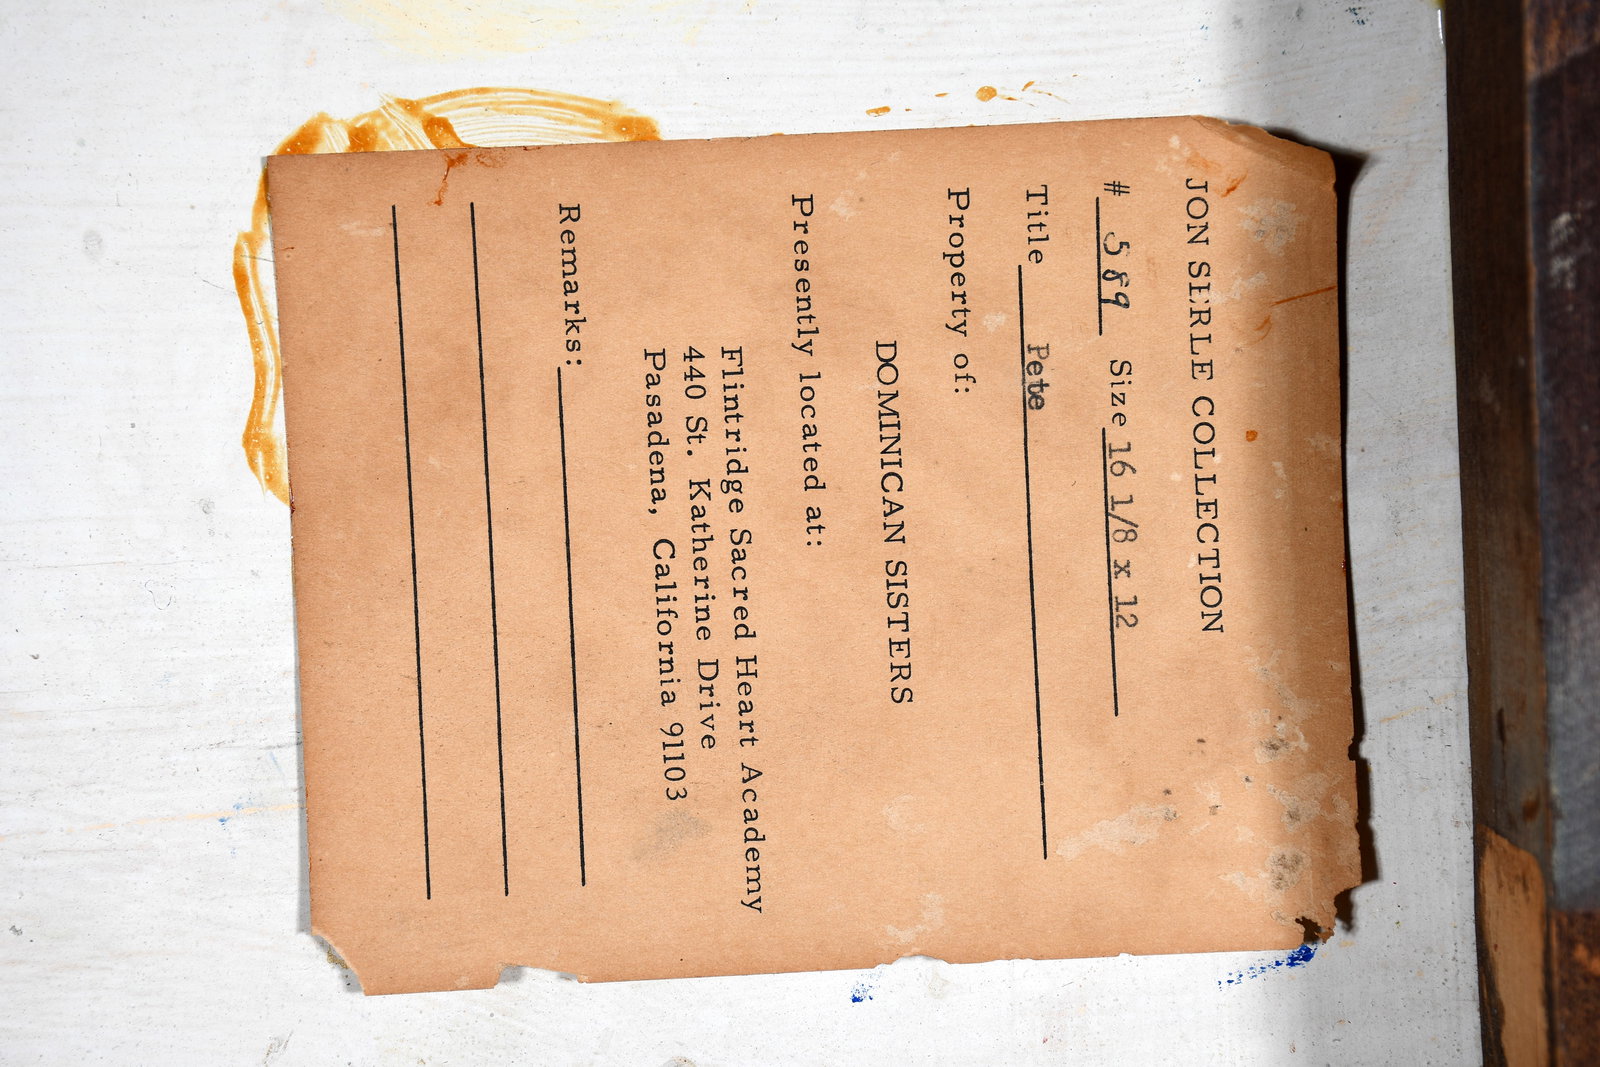 JON SERLE COLLECTION
# 589 Size 16 1/8 x 12
Title Pete
Property of:
DOMINICAN SISTERS
Presently located at:
Flintridge Sacred Heart Academy
440 St. Katherine Drive
Pasadena, California 91103
Remarks: